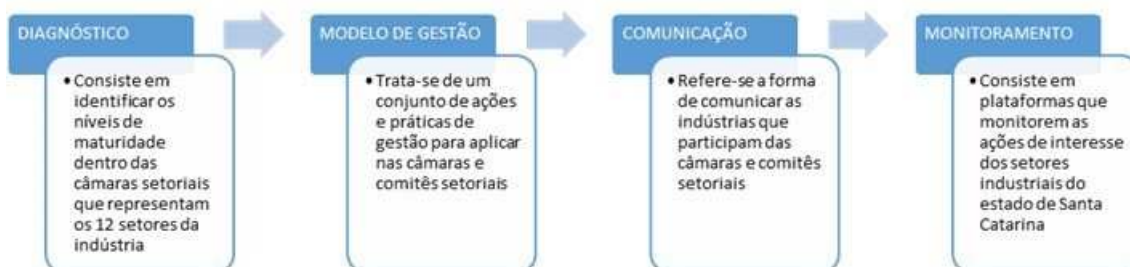 DIAGNÓSTICO
• Consiste em
identificar os
níveis de
maturidade
dentro das
câmaras setoriais
que representam
os 12 setores da
indústria
MODELO DE GESTÃO
• Trata-se de um
conjunto de ações
e práticas de
gestão para aplicar
nas câmaras e
comitês setoriais
COMUNICAÇÃO
• Refere-se a forma
de comunicar as
indústrias que
participam das
câmaras e comitês
setoriais
MONITORAMENTO
• Consiste em
plataformas que
monitorem as
ações de interesse
dos setores
industriais do
estado de Santa
Catarina